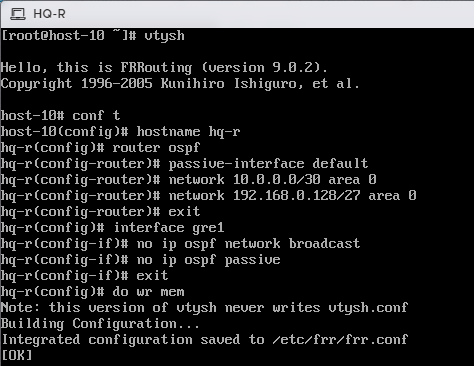 HQ-R
[root@host-10 ~]# vtysh
Hello, this is FRRouting (version 9.0.2).
Copyright 1996-2005 Kunihiro Ishiguro, et al.
host-10# conf t
host-10(config)# hostname hq-r
hq-r(config)# router ospf
hq-r(config-router)# passive-interface default
hq-r(config-router)# network 10.0.0.0/30 area 0
hq-r(config-router)# network 192.168.0.128/27 area 0
hq-r(config-router)# exit
hq-r(config)# interface gre1
hq-r(config-if)# no ip ospf network broadcast
hq-r(config-if)# no ip ospf passive
hq-r(config-if)# exit
hq-r(config)# do wr mem
Note: this version of vtysh never writes vtysh.conf
Building Configuration...
Integrated configuration saved to /etc/frr/frr.conf
[OK]